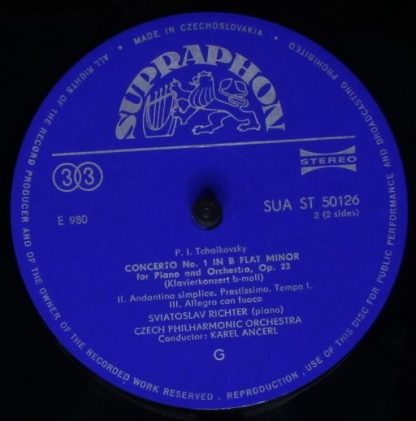 MADE IN CZECHOSLOVAKIA
ALL RIGHTS OF THE RECORD PRODUCER AND OF THE OWNER OF THE RECORDED WORK RESERVED . REPRODUCTION . USE OF THIS DISC FOR PUBLIC PERFORMANCE AND BROADCASTING PROHIBITED
SUPRAPHON
33
STEREO
E 980
SUA ST 50126
2 (2 sides)
P. I. Tchaikovsky
CONCERTO No. 1 IN B FLAT MINOR
for Piano and Orchestra, Op. 23
(Klavierkonzert b-moll)
II. Andantino simplice. Prestissimo. Tempo I.
III. Allegro con fuoco
SVIATOSLAV RICHTER (piano)
CZECH PHILHARMONIC ORCHESTRA
Conductor: KAREL ANČERL
G